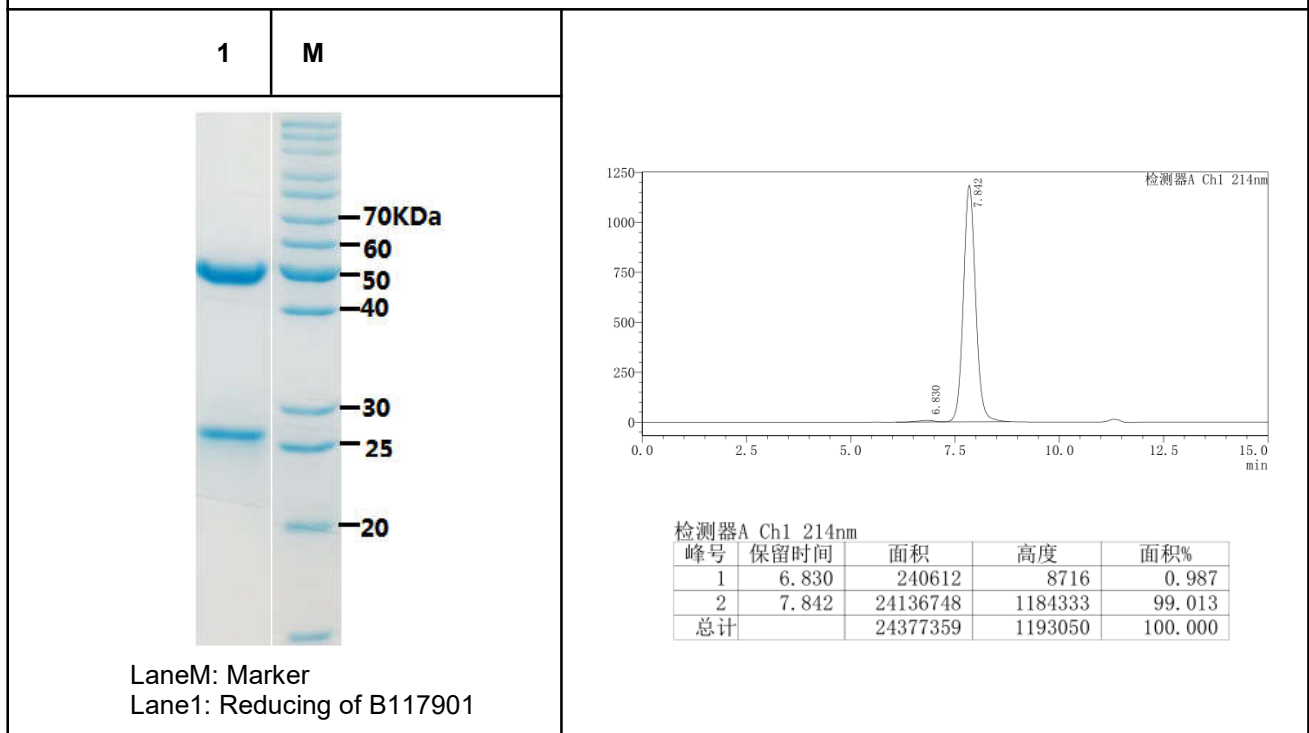 1 M
70KDa
60
50
40
30
25
20
LaneM: Marker
Lane1: Reducing of B117901
检测器A Ch1 214nm
1250
1000
750
500
250
0
6.830
7.842
0.0 2.5 5.0 7.5 10.0 12.5 15.0
min
检测器A Ch1 214nm
峰号 保留时间 面积 高度 面积%
1 6.830 240612 8716 0.987
2 7.842 24136748 1184333 99.013
总计 24377359 1193050 100.000